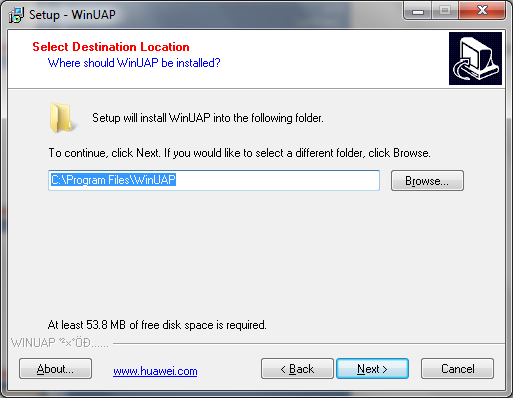 Setup - WinUAP
Select Destination Location
Where should WinUAP be installed?
Setup will install WinUAP into the following folder.
To continue, click Next. If you would like to select a different folder, click Browse.
C:\Program Files\WinUAP
Browse...
At least 53.8 MB of free disk space is required.
WINUAP °²×°ÖÐ......
About...
www.huawei.com
< Back
Next >
Cancel